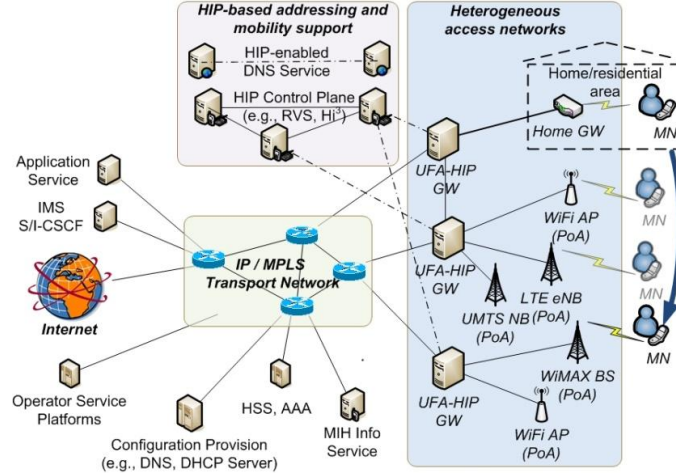 HIP-based addressing and
mobility support
HIP-enabled
DNS Service
HIP Control Plane
(e.g., RVS, Hi³)
Heterogeneous
access networks
Home/residential
area
Home GW
MN
UFA-HIP
GW
Application
Service
IMS
S/I-CSCF
Internet
IP / MPLS
Transport Network
WiFi AP
(PoA)
MN
UFA-HIP
GW
LTE eNB
(PoA)
UMTS NB
(PoA)
MN
MN
WiMAX BS
(PoA)
UFA-HIP
GW
WiFi AP
(PoA)
Operator Service
Platforms
Configuration Provision
(e.g., DNS, DHCP Server)
HSS, AAA
MIH Info
Service